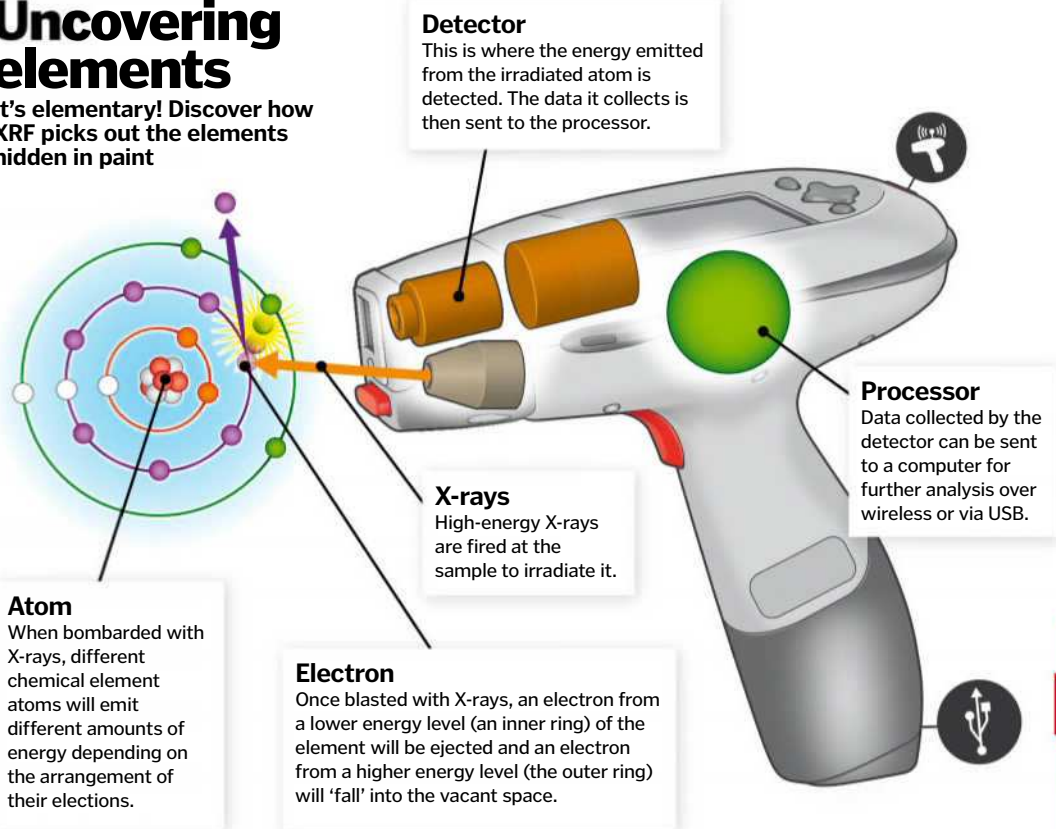 Uncovering
elements
t's elementary! Discover how
XRF picks out the elements
hidden in paint
Detector
This is where the energy emitted
from the irradiated atom is
detected. The data it collects is
then sent to the processor.
Processor
Data collected by the
detector can be sent
to a computer for
further analysis over
wireless or via USB.
X-rays
High-energy X-rays
are fired at the
sample to irradiate it.
Atom
When bombarded with
X-rays, different
chemical element
atoms will emit
different amounts of
energy depending on
the arrangement of
their elections.
Electron
Once blasted with X-rays, an electron from
a lower energy level (an inner ring) of the
element will be ejected and an electron
from a higher energy level (the outer ring)
will 'fall' into the vacant space.